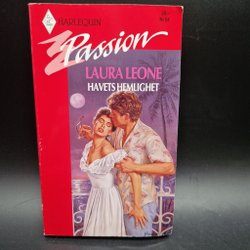 HARLEQUIN
Passion
LAURA LEONE
HAVETS HEMLIGHET